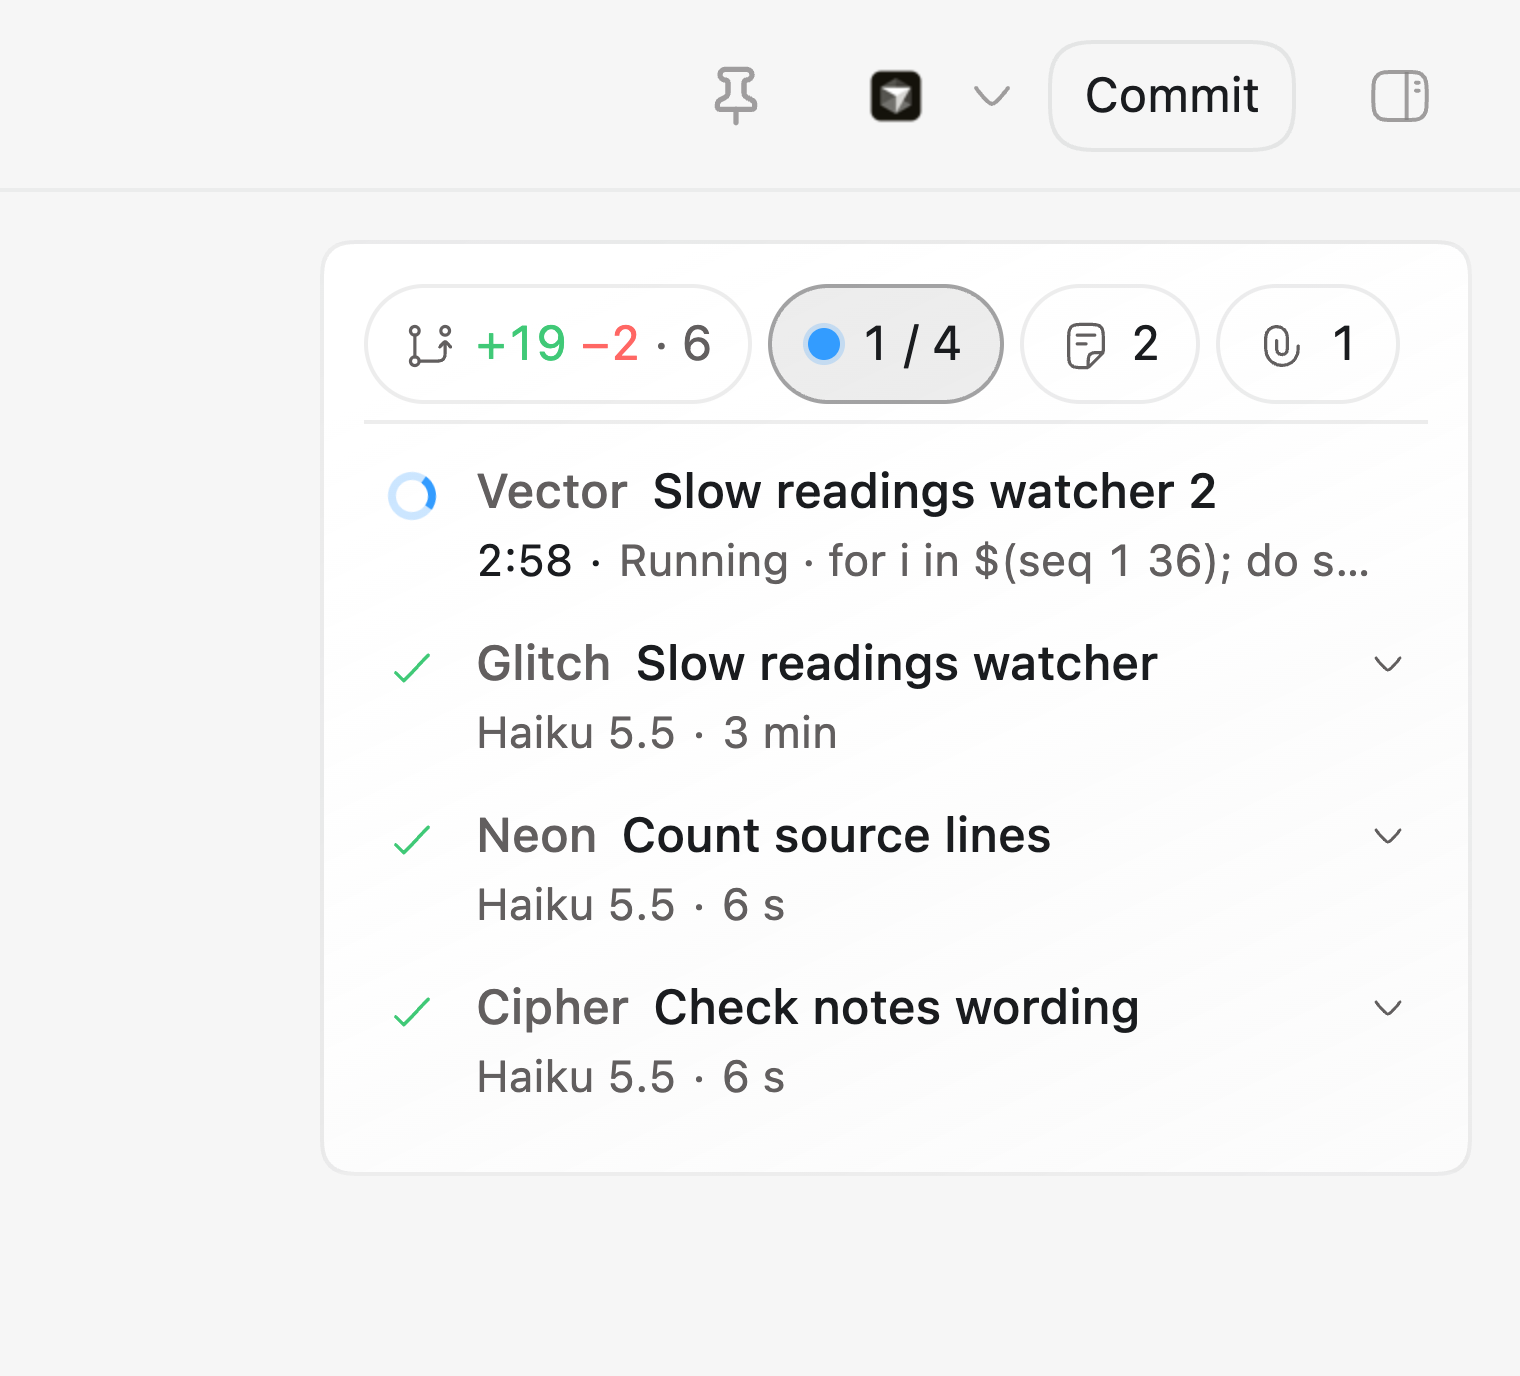 Commit
+19 −2 · 6
1 / 4
2
1
Vector Slow readings watcher 2
2:58 · Running · for i in $(seq 1 36); do s...
Glitch Slow readings watcher
Haiku 5.5 · 3 min
Neon Count source lines
Haiku 5.5 · 6 s
Cipher Check notes wording
Haiku 5.5 · 6 s